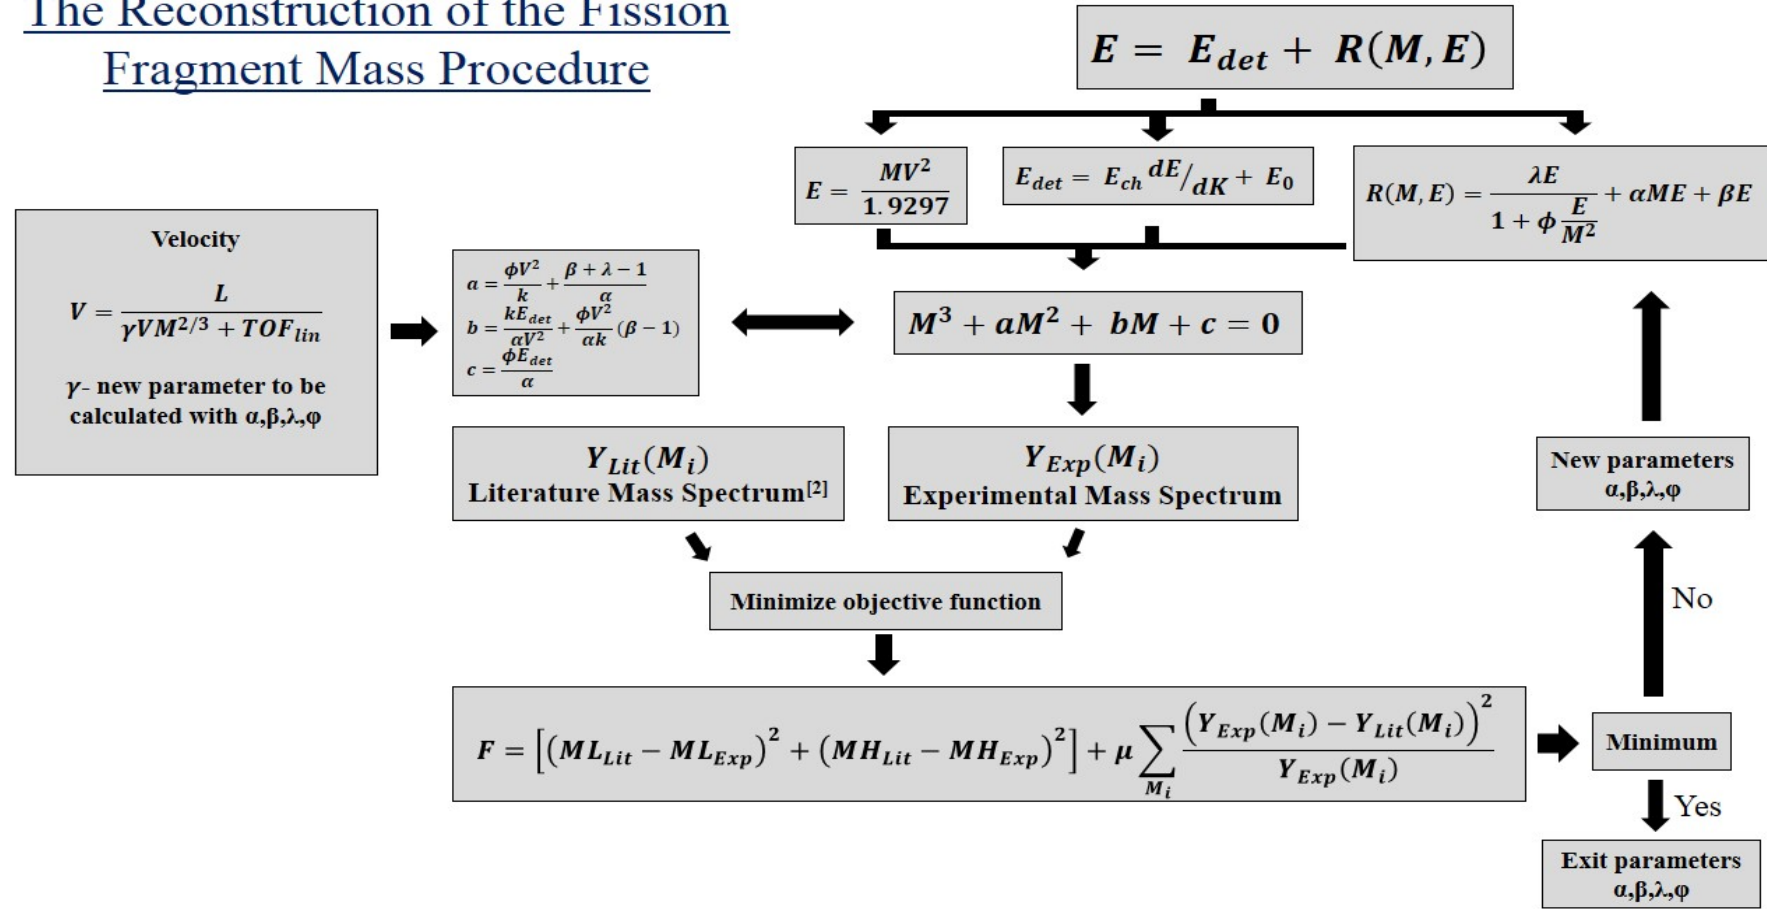 The Reconstruction of the Fission
Fragment Mass Procedure
E = E_det + R(M, E)
E = MV²/1.9297
E_det = E_ch dE/dK + E_0
R(M, E) = λE/(1 + ϕ E/M²) + αME + βE
Velocity
V = L/(γVM^{2/3} + TOF_lin)
γ- new parameter to be
calculated with α,β,λ,φ
a = ϕV²/k + (β + λ − 1)/α
b = kE_det/(αV²) + ϕV²/(αk) (β − 1)
c = ϕE_det/α
M³ + aM² + bM + c = 0
Y_Lit(M_i)
Literature Mass Spectrum[2]
Y_Exp(M_i)
Experimental Mass Spectrum
New parameters
α,β,λ,φ
Minimize objective function
No
F = [(ML_Lit − ML_Exp)² + (MH_Lit − MH_Exp)²] + μ ∑_{M_i} (Y_Exp(M_i) − Y_Lit(M_i))²/Y_Exp(M_i)
Minimum
Yes
Exit parameters
α,β,λ,φ